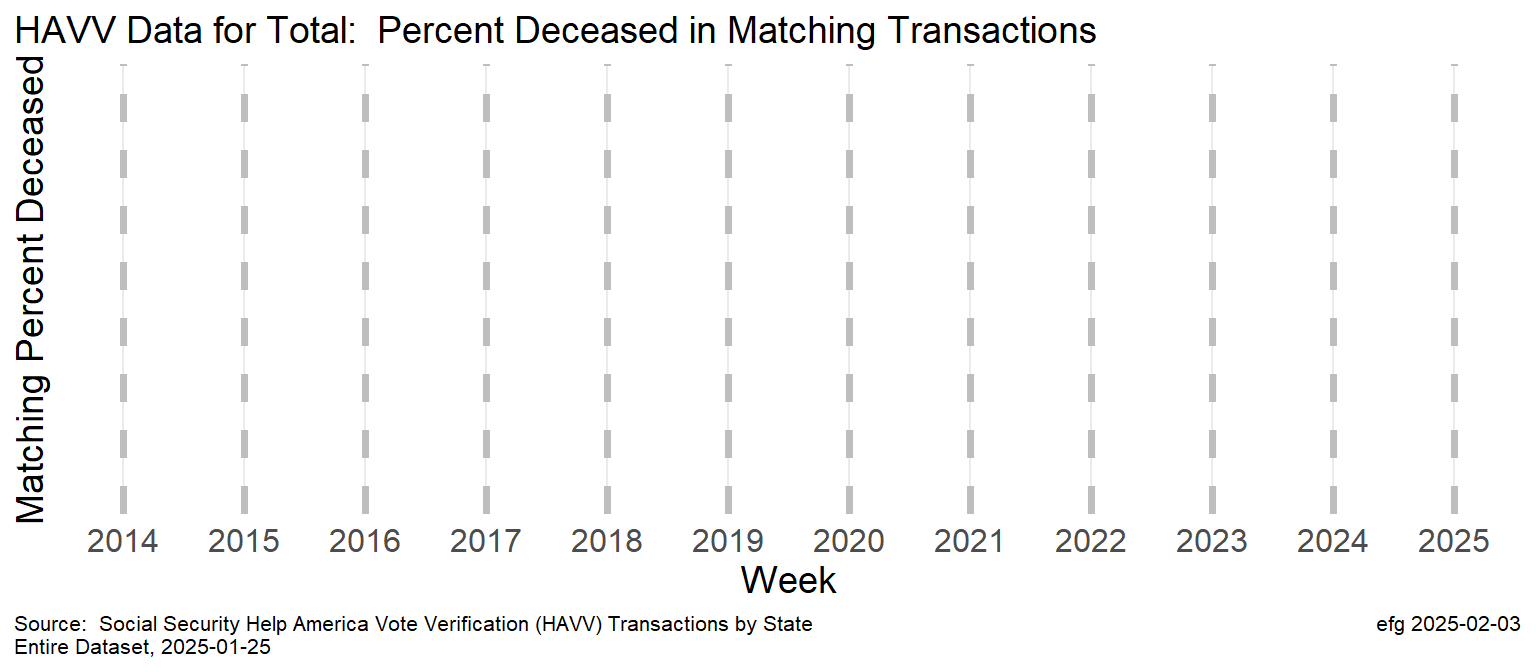 HAVV Data for Total:  Percent Deceased in Matching Transactions
Matching Percent Deceased
2014 2015 2016 2017 2018 2019 2020 2021 2022 2023 2024 2025
Week
Source:  Social Security Help America Vote Verification (HAVV) Transactions by State
Entire Dataset, 2025-01-25
efg 2025-02-03